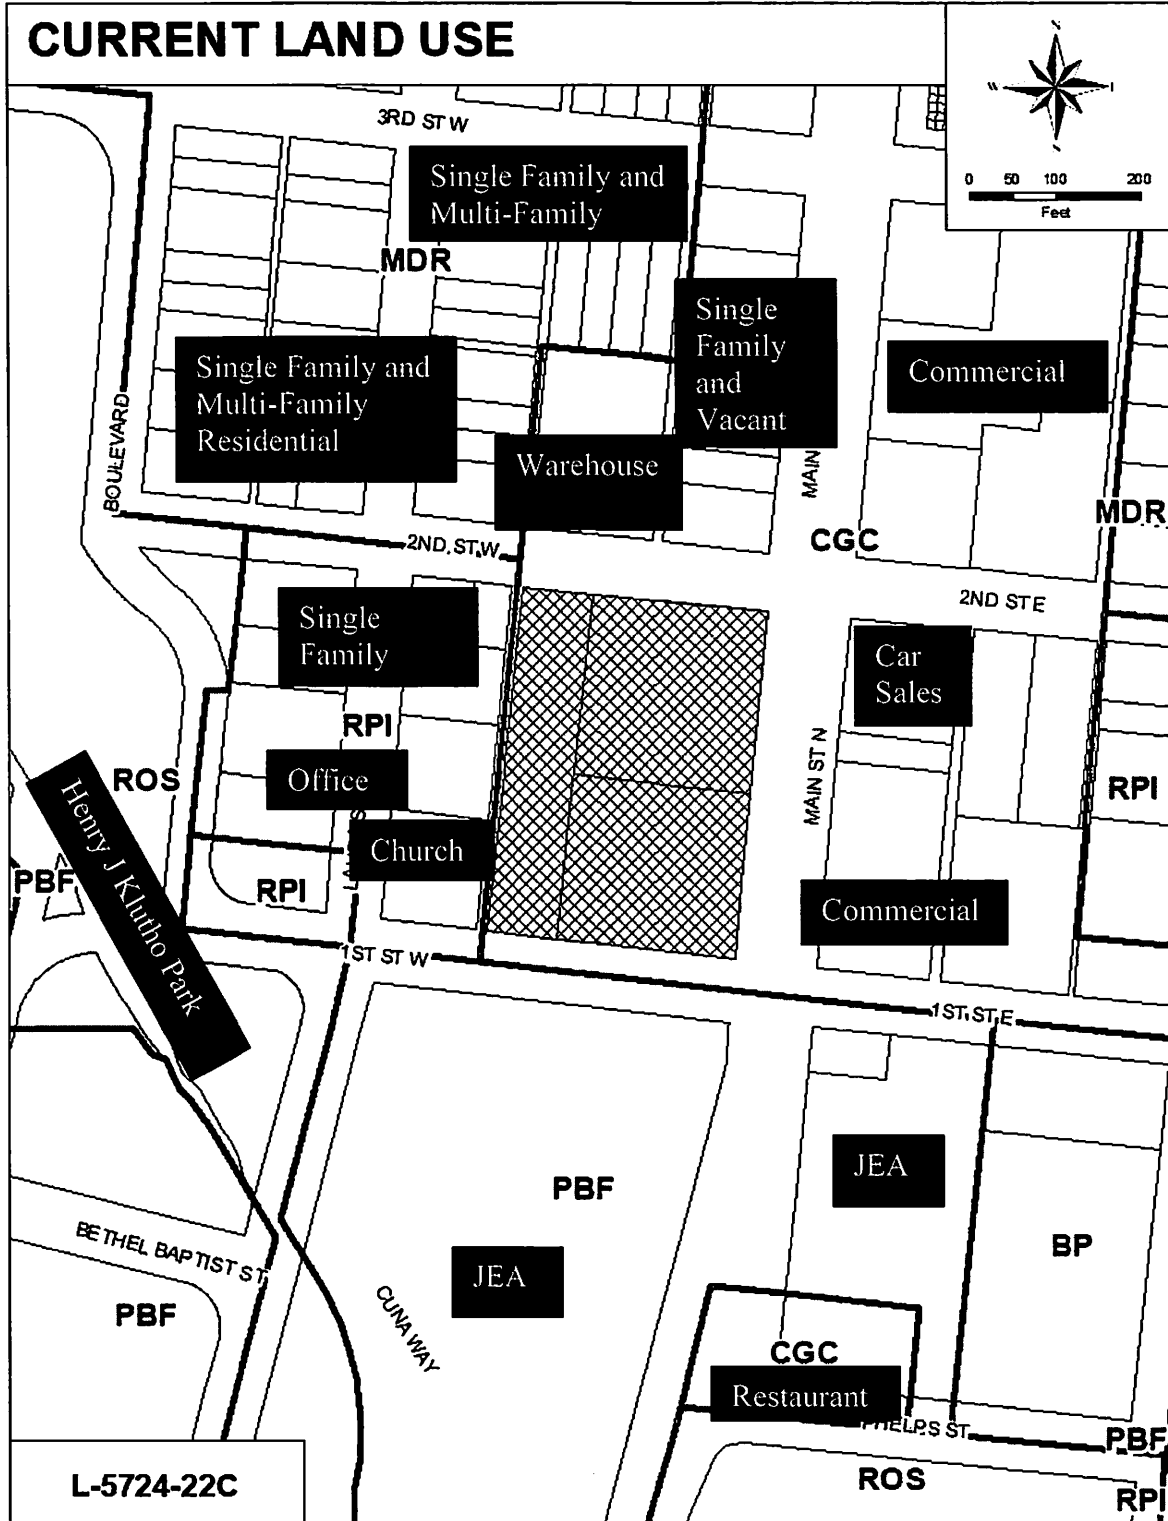 CURRENT LAND USE
N
W
0 50 100 200
Feet
3RD ST W
Single Family and
Multi-Family
MDR
Single
Family
and
Vacant
Commercial
Single Family and
Multi-Family
Residential
BOULEVARD
Warehouse
MAIN
MDR
CGC
2ND ST W
2ND ST E
Single
Family
Car
Sales
RPI
MAIN ST N
ROS
Office
RPI
Henry J Klutho Park
Church
PBF
RPI
Commercial
1ST ST W
1ST ST E
JEA
PBF
BETHEL BAPTIST ST
BP
JEA
PBF
CUNA WAY
CGC
Restaurant
PHELPS ST
PBF
L-5724-22C
ROS
RPI